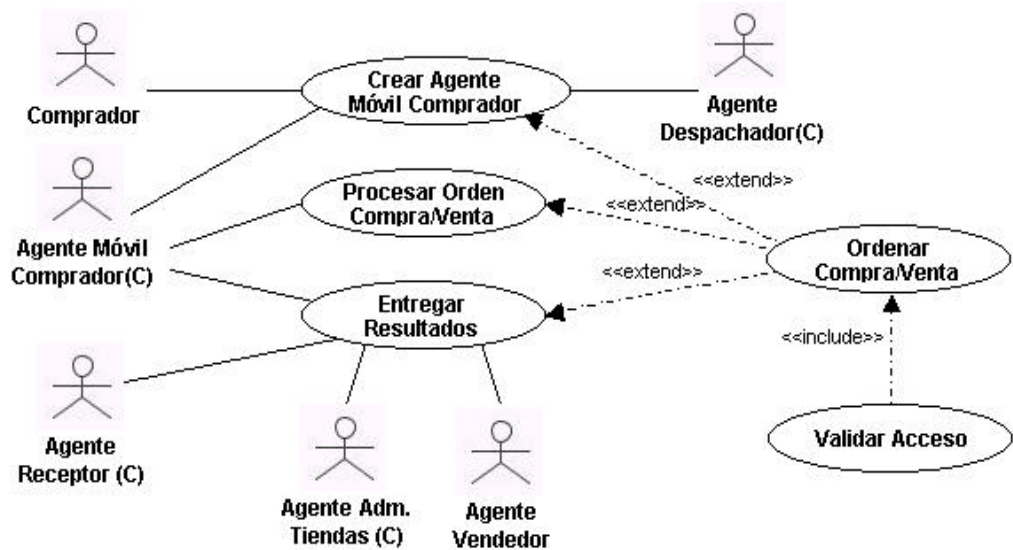 Comprador
Crear Agente
Móvil Comprador
Agente
Despachador(C)
<<extend>>
Agente Móvil
Comprador(C)
Procesar Orden
Compra/Venta
<<extend>>
Ordenar
Compra/Venta
<<extend>>
Entregar
Resultados
<<include>>
Agente
Receptor (C)
Validar Acceso
Agente Adm.
Tiendas (C)
Agente
Vendedor